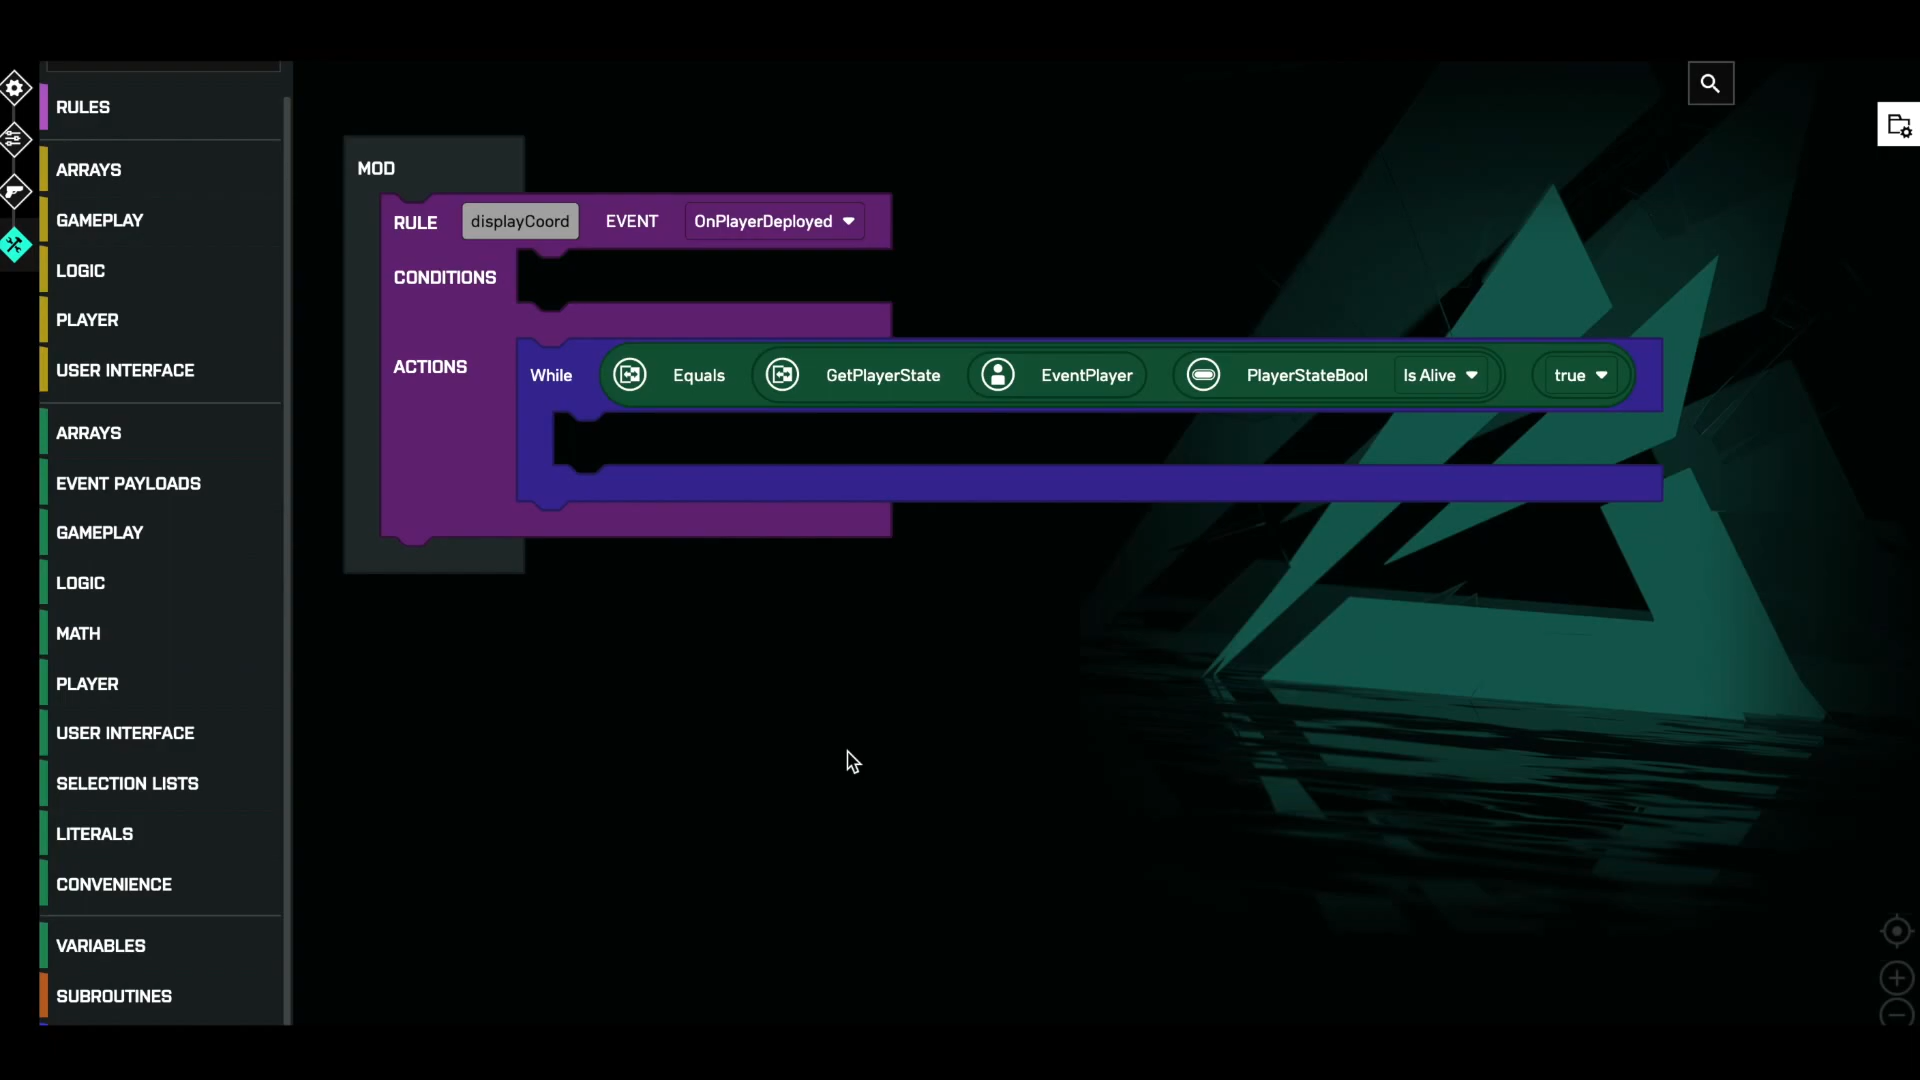 RULES
ARRAYS
GAMEPLAY
LOGIC
PLAYER
USER INTERFACE
ARRAYS
EVENT PAYLOADS
GAMEPLAY
LOGIC
MATH
PLAYER
USER INTERFACE
SELECTION LISTS
LITERALS
CONVENIENCE
VARIABLES
SUBROUTINES
MOD
RULE displayCoord EVENT OnPlayerDeployed
CONDITIONS
ACTIONS
While Equals GetPlayerState EventPlayer PlayerStateBool Is Alive true